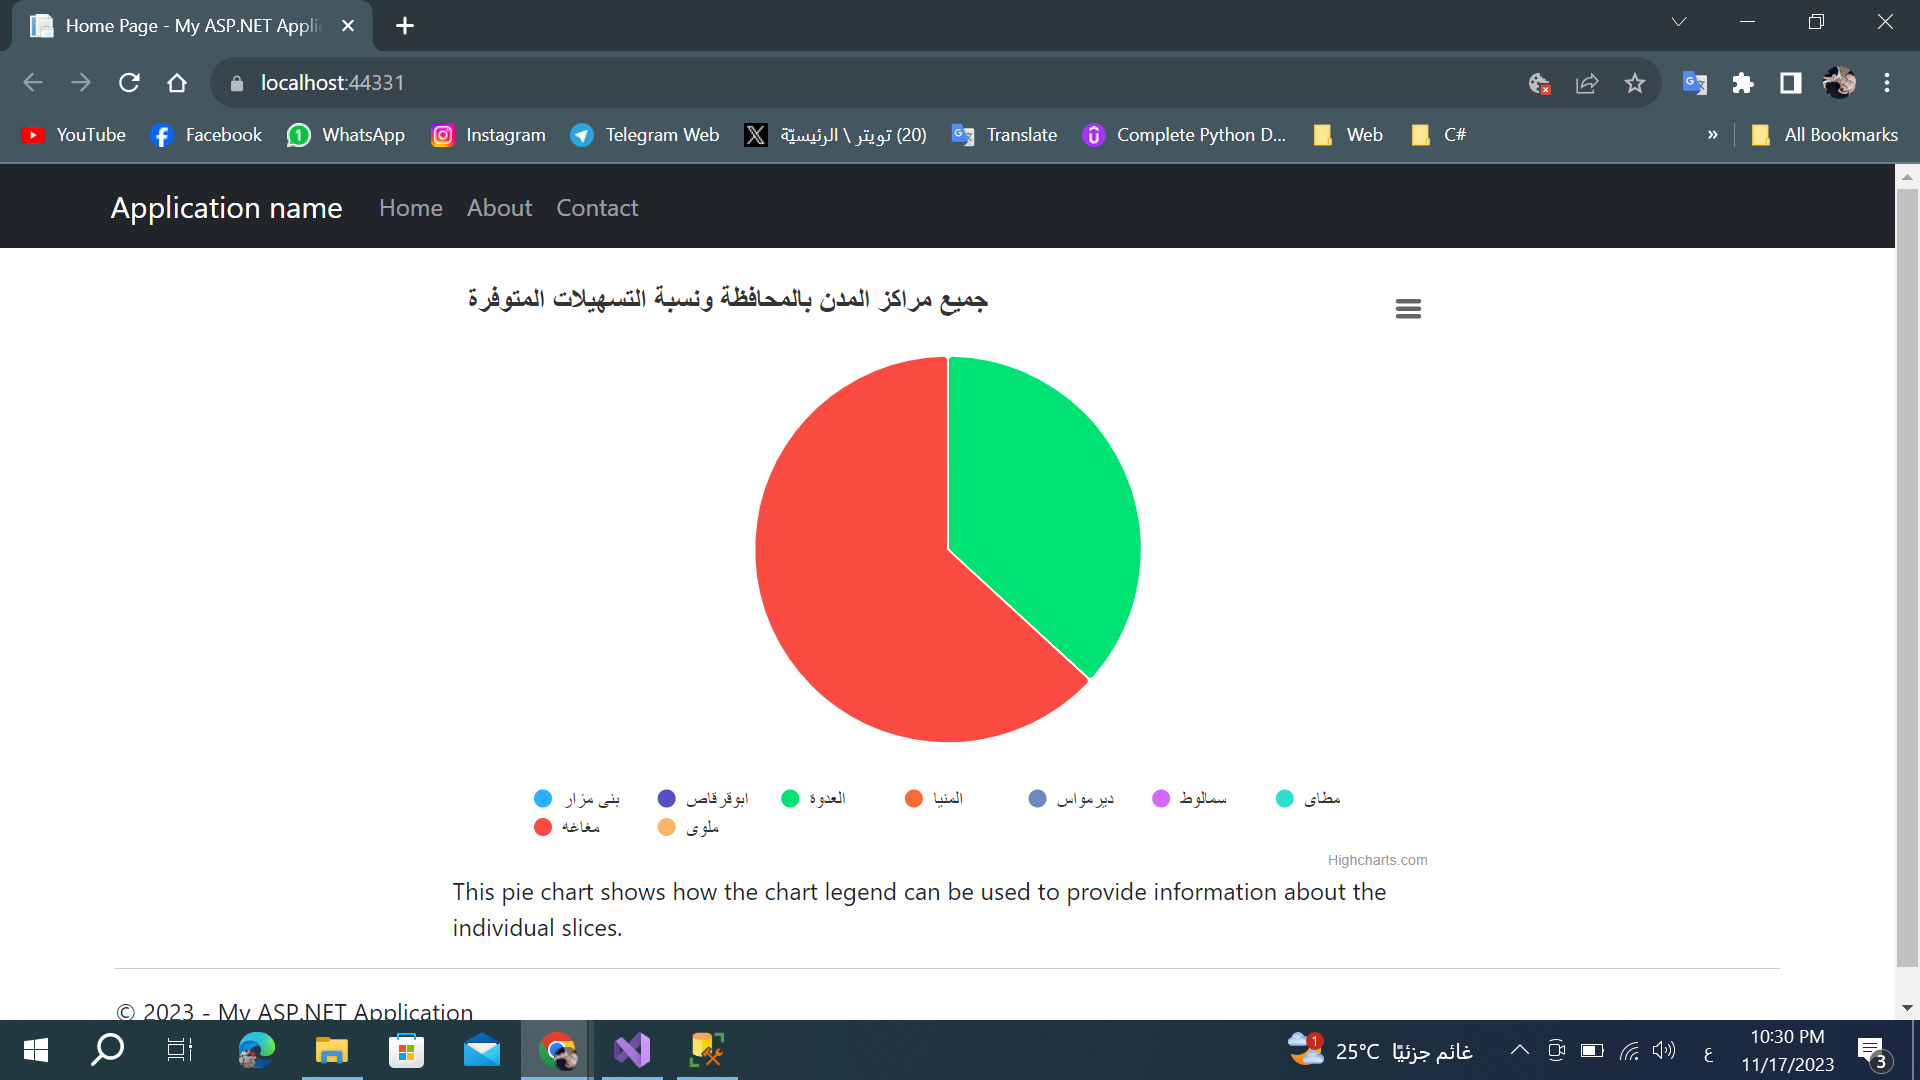 Home Page - My ASP.NET Applic
localhost:44331
YouTube
Facebook
WhatsApp
Instagram
Telegram Web
(20) تويتر \ الرئيسيّة
Translate
Complete Python D...
Web
C#
»
All Bookmarks
Application name
Home
About
Contact
جميع مراكز المدن بالمحافظة ونسبة التسهيلات المتوفرة
بنى مزار
ابوقرقاص
العدوة
المنيا
ديرمواس
سمالوط
مطاى
مغاغه
ملوى
Highcharts.com
This pie chart shows how the chart legend can be used to provide information about the
individual slices.
© 2023 - My ASP.NET Application
1
25°C غائم جزئيًا
ع
10:30 PM
11/17/2023
3